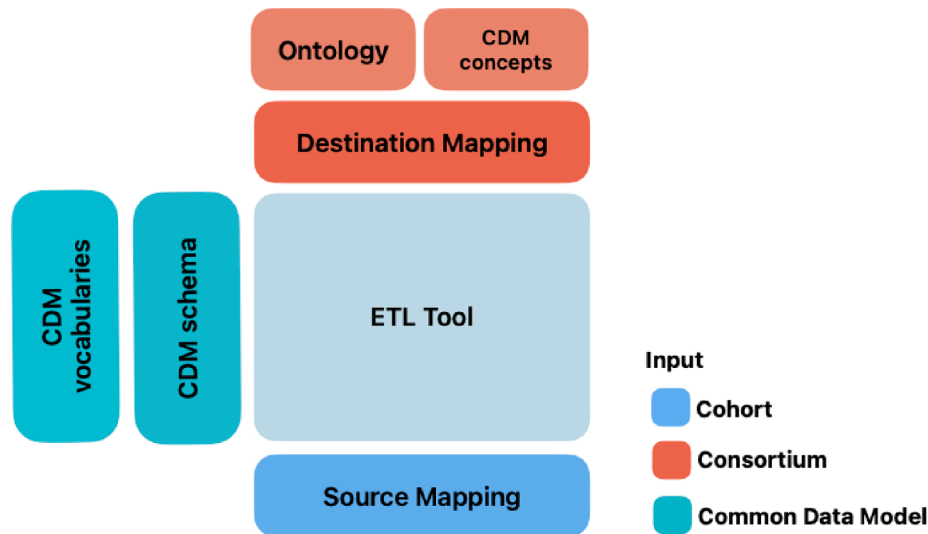 Ontology
CDM
concepts
Destination Mapping
CDM
vocabularies
CDM schema
ETL Tool
Source Mapping
Input
Cohort
Consortium
Common Data Model